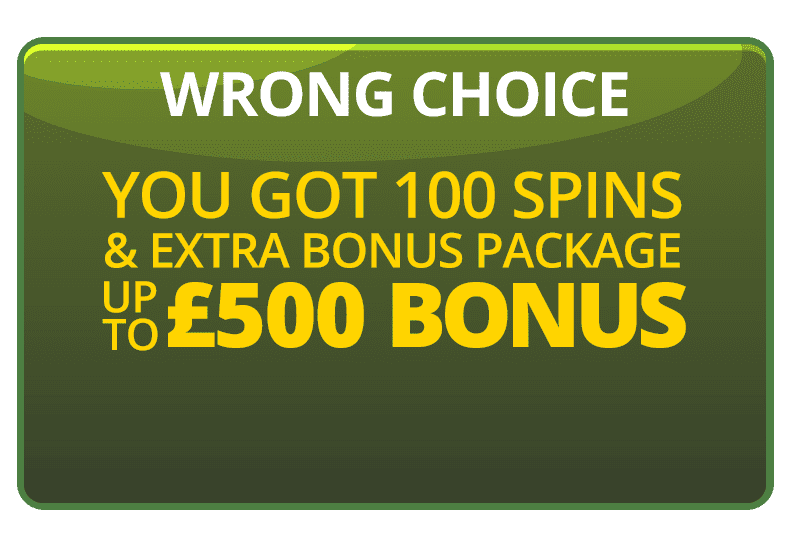 WRONG CHOICE
YOU GOT 100 SPINS
& EXTRA BONUS PACKAGE
UP TO £500 BONUS